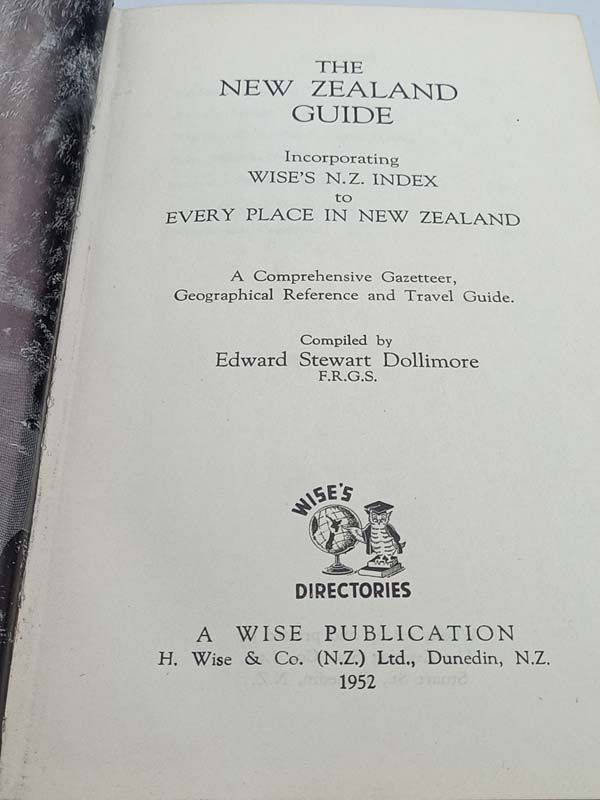 THE
NEW ZEALAND
GUIDE
Incorporating
WISE'S N.Z. INDEX
to
EVERY PLACE IN NEW ZEALAND
A Comprehensive Gazetteer,
Geographical Reference and Travel Guide.
Compiled by
Edward Stewart Dollimore
F.R.G.S.
WISE'S
DIRECTORIES
A WISE PUBLICATION
H. Wise & Co. (N.Z.) Ltd., Dunedin, N.Z.
1952